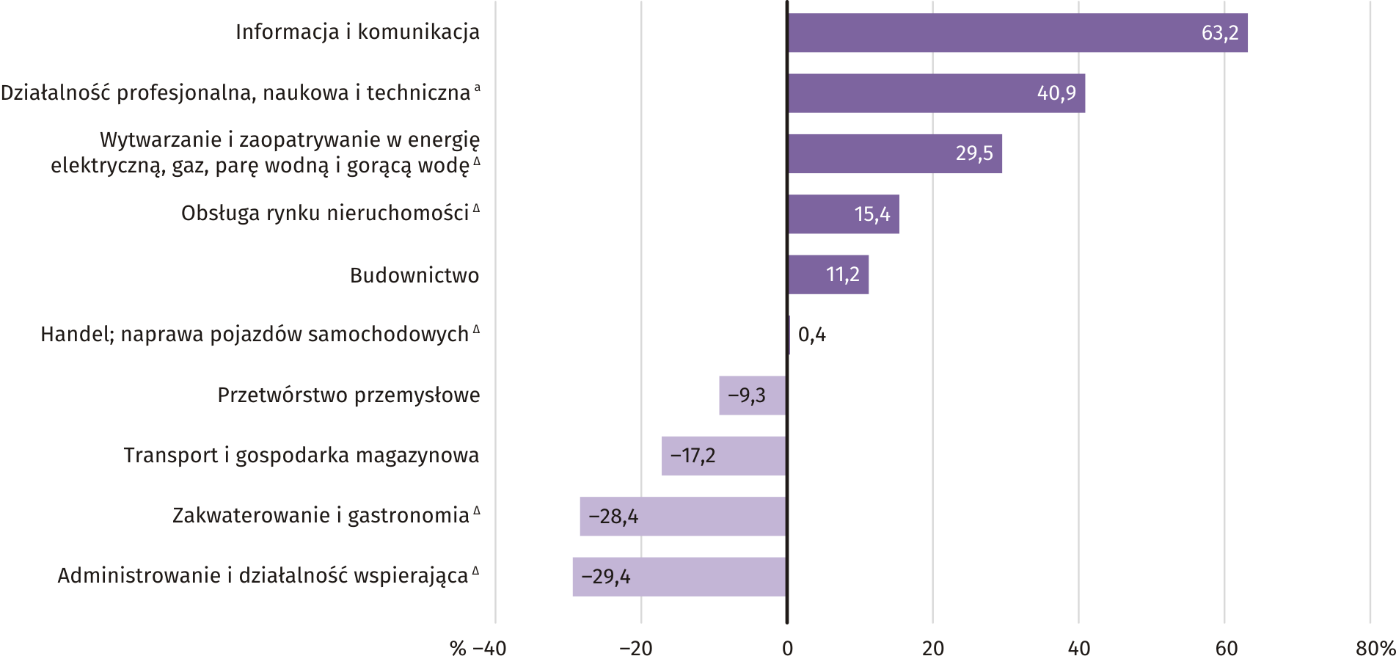 Informacja i komunikacja 63,2
Działalność profesjonalna, naukowa i techniczna a 40,9
Wytwarzanie i zaopatrywanie w energię
elektryczną, gaz, parę wodną i gorącą wodę Δ 29,5
Obsługa rynku nieruchomości Δ 15,4
Budownictwo 11,2
Handel; naprawa pojazdów samochodowych Δ 0,4
Przetwórstwo przemysłowe –9,3
Transport i gospodarka magazynowa –17,2
Zakwaterowanie i gastronomia Δ –28,4
Administrowanie i działalność wspierająca Δ –29,4
% –40 –20 0 20 40 60 80%